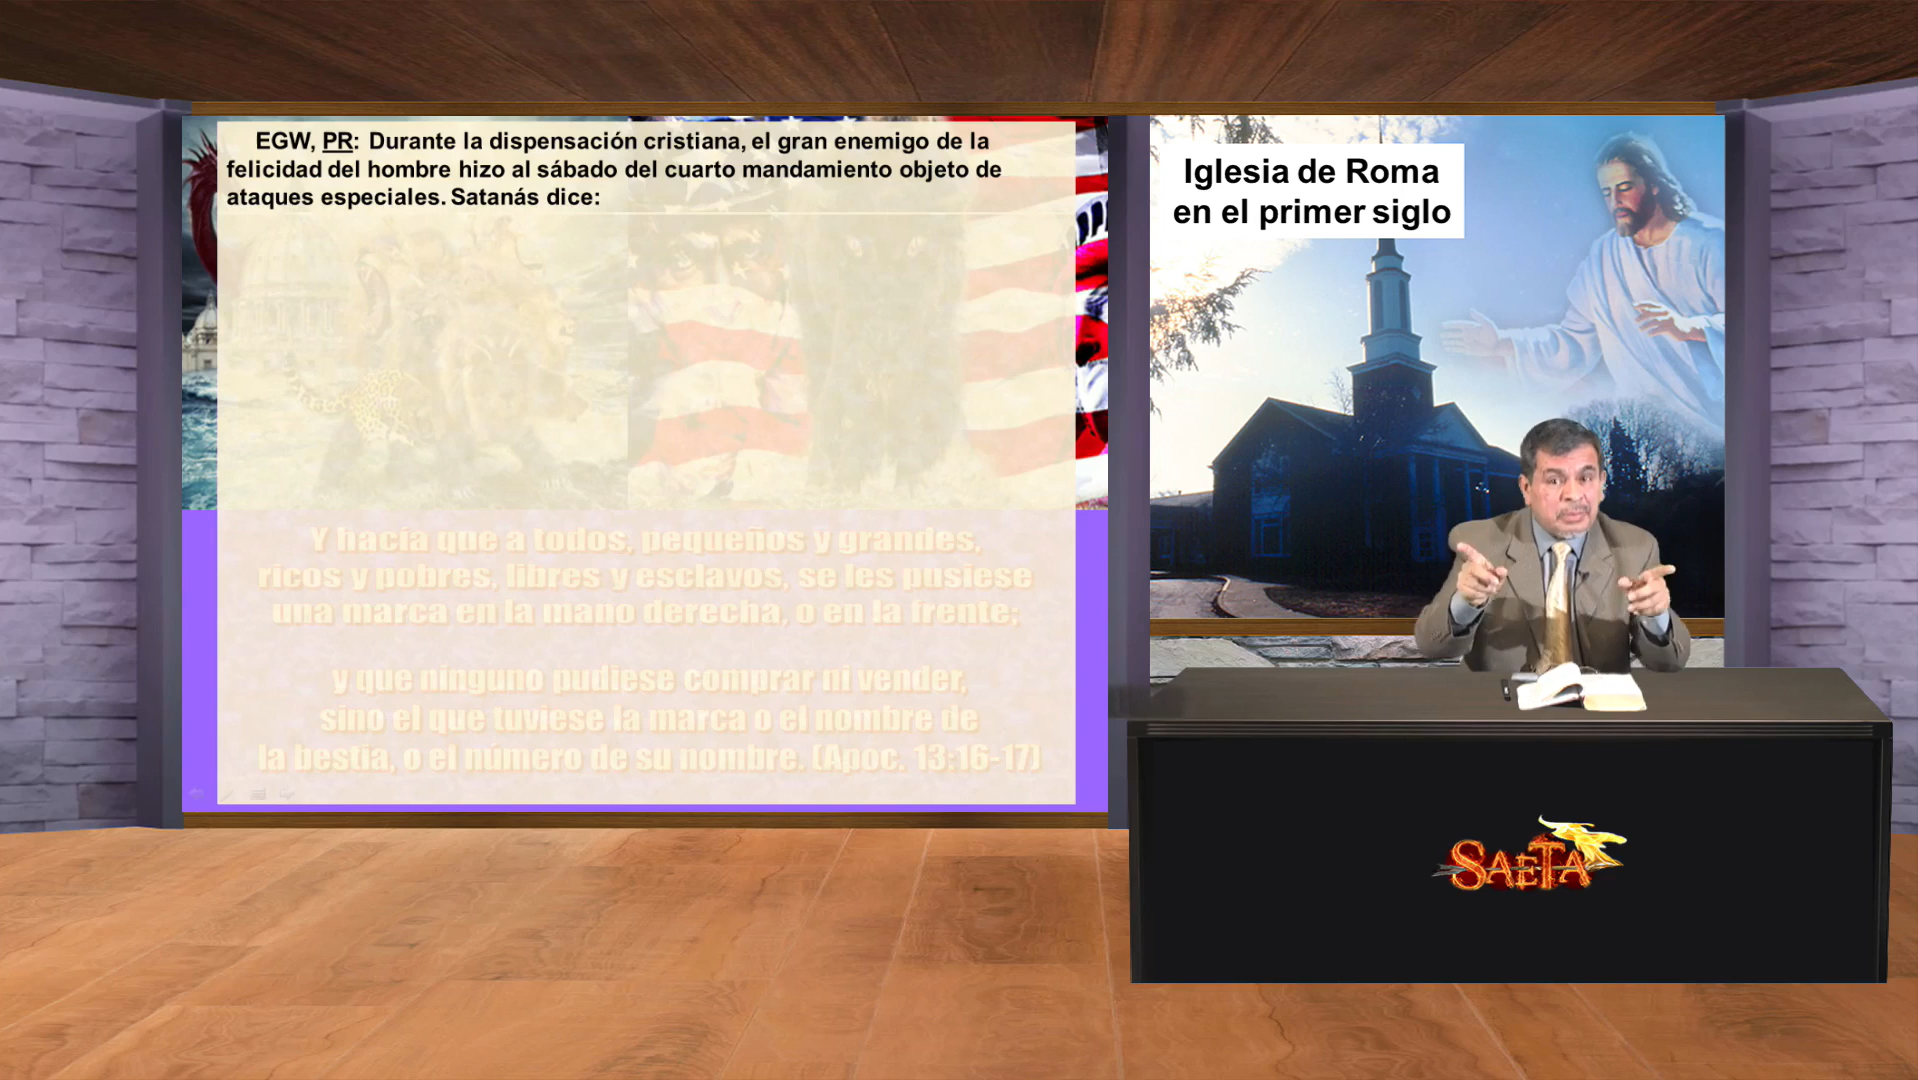 EGW, PR: Durante la dispensación cristiana, el gran enemigo de la
felicidad del hombre hizo al sábado del cuarto mandamiento objeto de
ataques especiales. Satanás dice:
Y hacía que a todos, pequeños y grandes,
ricos y pobres, libres y esclavos, se les pusiese
una marca en la mano derecha, o en la frente;
y que ninguno pudiese comprar ni vender,
sino el que tuviese la marca o el nombre de
la bestia, o el número de su nombre. (Apoc. 13:16-17)
Iglesia de Roma
en el primer siglo
SAETA